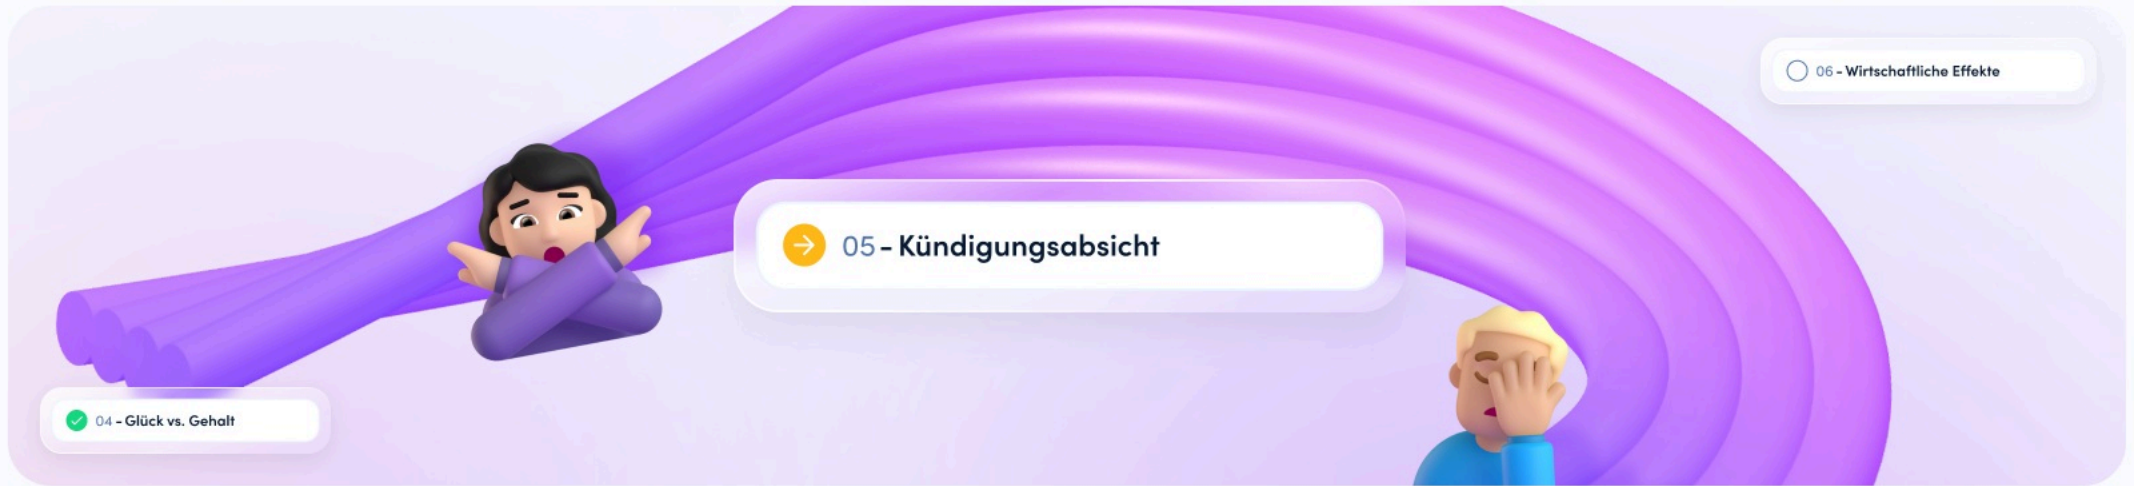 06 - Wirtschaftliche Effekte
05 - Kündigungsabsicht
04 - Glück vs. Gehalt